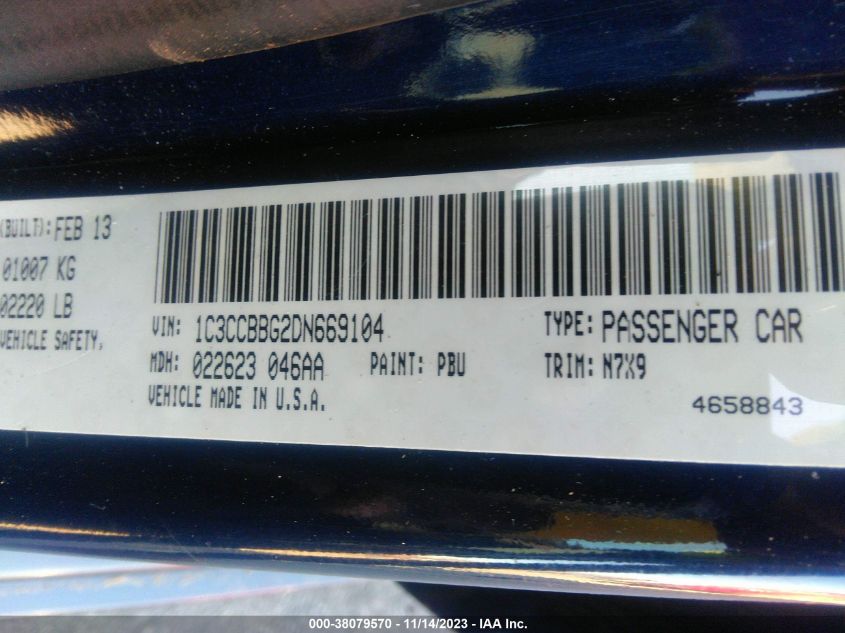 (BUILT): FEB 13
01007 KG
02220 LB
VEHICLE SAFETY,
VIN: 1C3CCBBG2DN669104 TYPE: PASSENGER CAR
MDH: 022623 046AA PAINT: PBU TRIM: N7X9
VEHICLE MADE IN U.S.A. 4658843
000-38079570 - 11/14/2023 - IAA Inc.